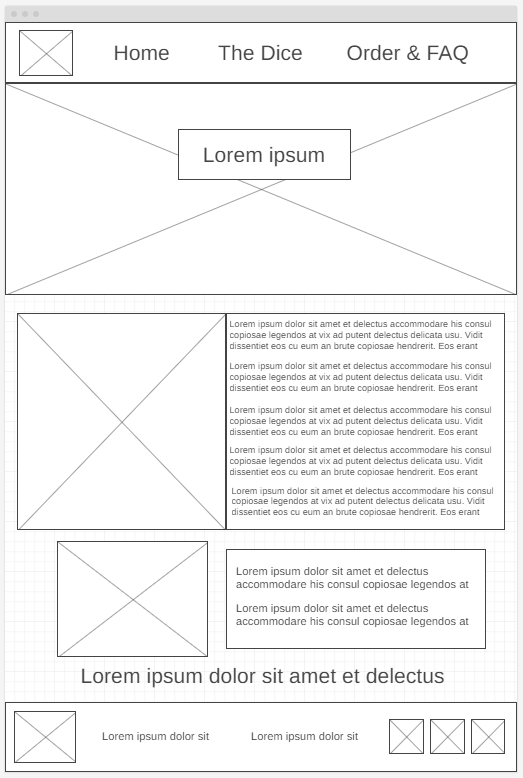 Home The Dice Order & FAQ
Lorem ipsum
Lorem ipsum dolor sit amet et delectus accommodare his consul
copiosae legendos at vix ad putent delectus delicata usu. Vidit
dissentiet eos cu eum an brute copiosae hendrerit. Eos erant
Lorem ipsum dolor sit amet et delectus accommodare his consul
copiosae legendos at vix ad putent delectus delicata usu. Vidit
dissentiet eos cu eum an brute copiosae hendrerit. Eos erant
Lorem ipsum dolor sit amet et delectus accommodare his consul
copiosae legendos at vix ad putent delectus delicata usu. Vidit
dissentiet eos cu eum an brute copiosae hendrerit. Eos erant
Lorem ipsum dolor sit amet et delectus accommodare his consul
copiosae legendos at vix ad putent delectus delicata usu. Vidit
dissentiet eos cu eum an brute copiosae hendrerit. Eos erant
Lorem ipsum dolor sit amet et delectus accommodare his consul
copiosae legendos at vix ad putent delectus delicata usu. Vidit
dissentiet eos cu eum an brute copiosae hendrerit. Eos erant
Lorem ipsum dolor sit amet et delectus
accommodare his consul copiosae legendos at
Lorem ipsum dolor sit amet et delectus
accommodare his consul copiosae legendos at
Lorem ipsum dolor sit amet et delectus
Lorem ipsum dolor sit Lorem ipsum dolor sit